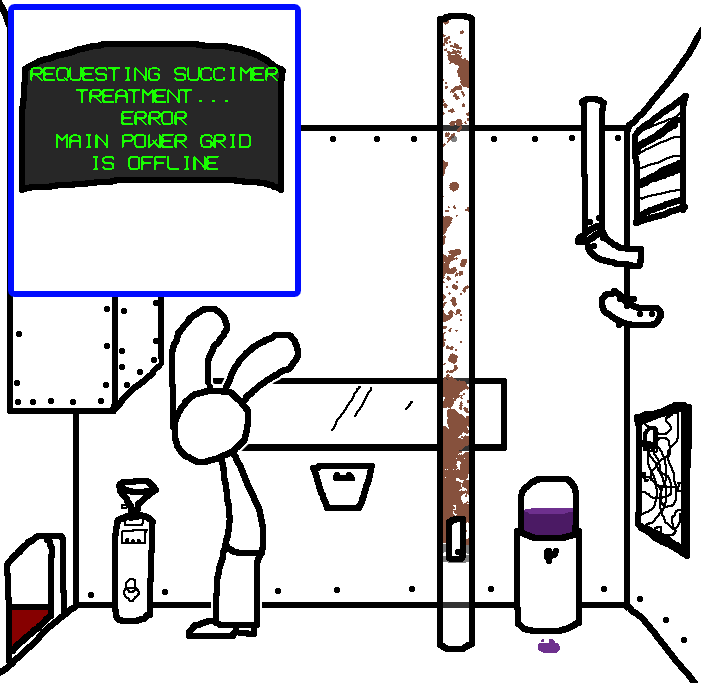 REQUESTING SUCCIMER
TREATMENT...
ERROR
MAIN POWER GRID
IS OFFLINE